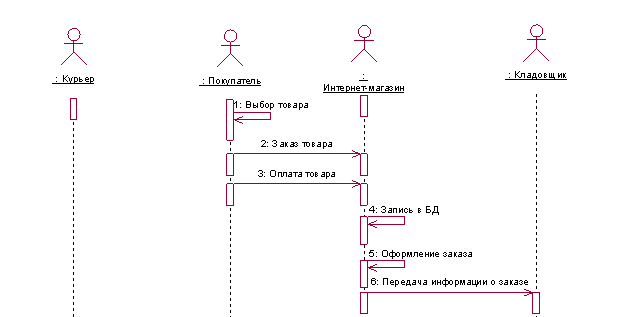 : Курьер
: Покупатель
:
Интернет-магазин
: Кладовщик
1: Выбор товара
2: Заказ товара
3: Оплата товара
4: Запись в БД
5: Оформление заказа
6: Передача информации о заказе